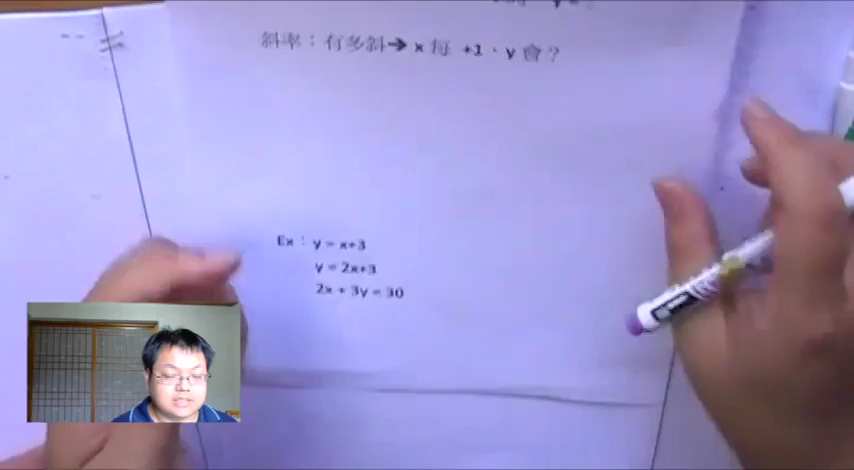 斜率：有多斜➔ x 每 +1，y 會？
Ex：y = x+3
y = 2x+3
2x + 3y = 30